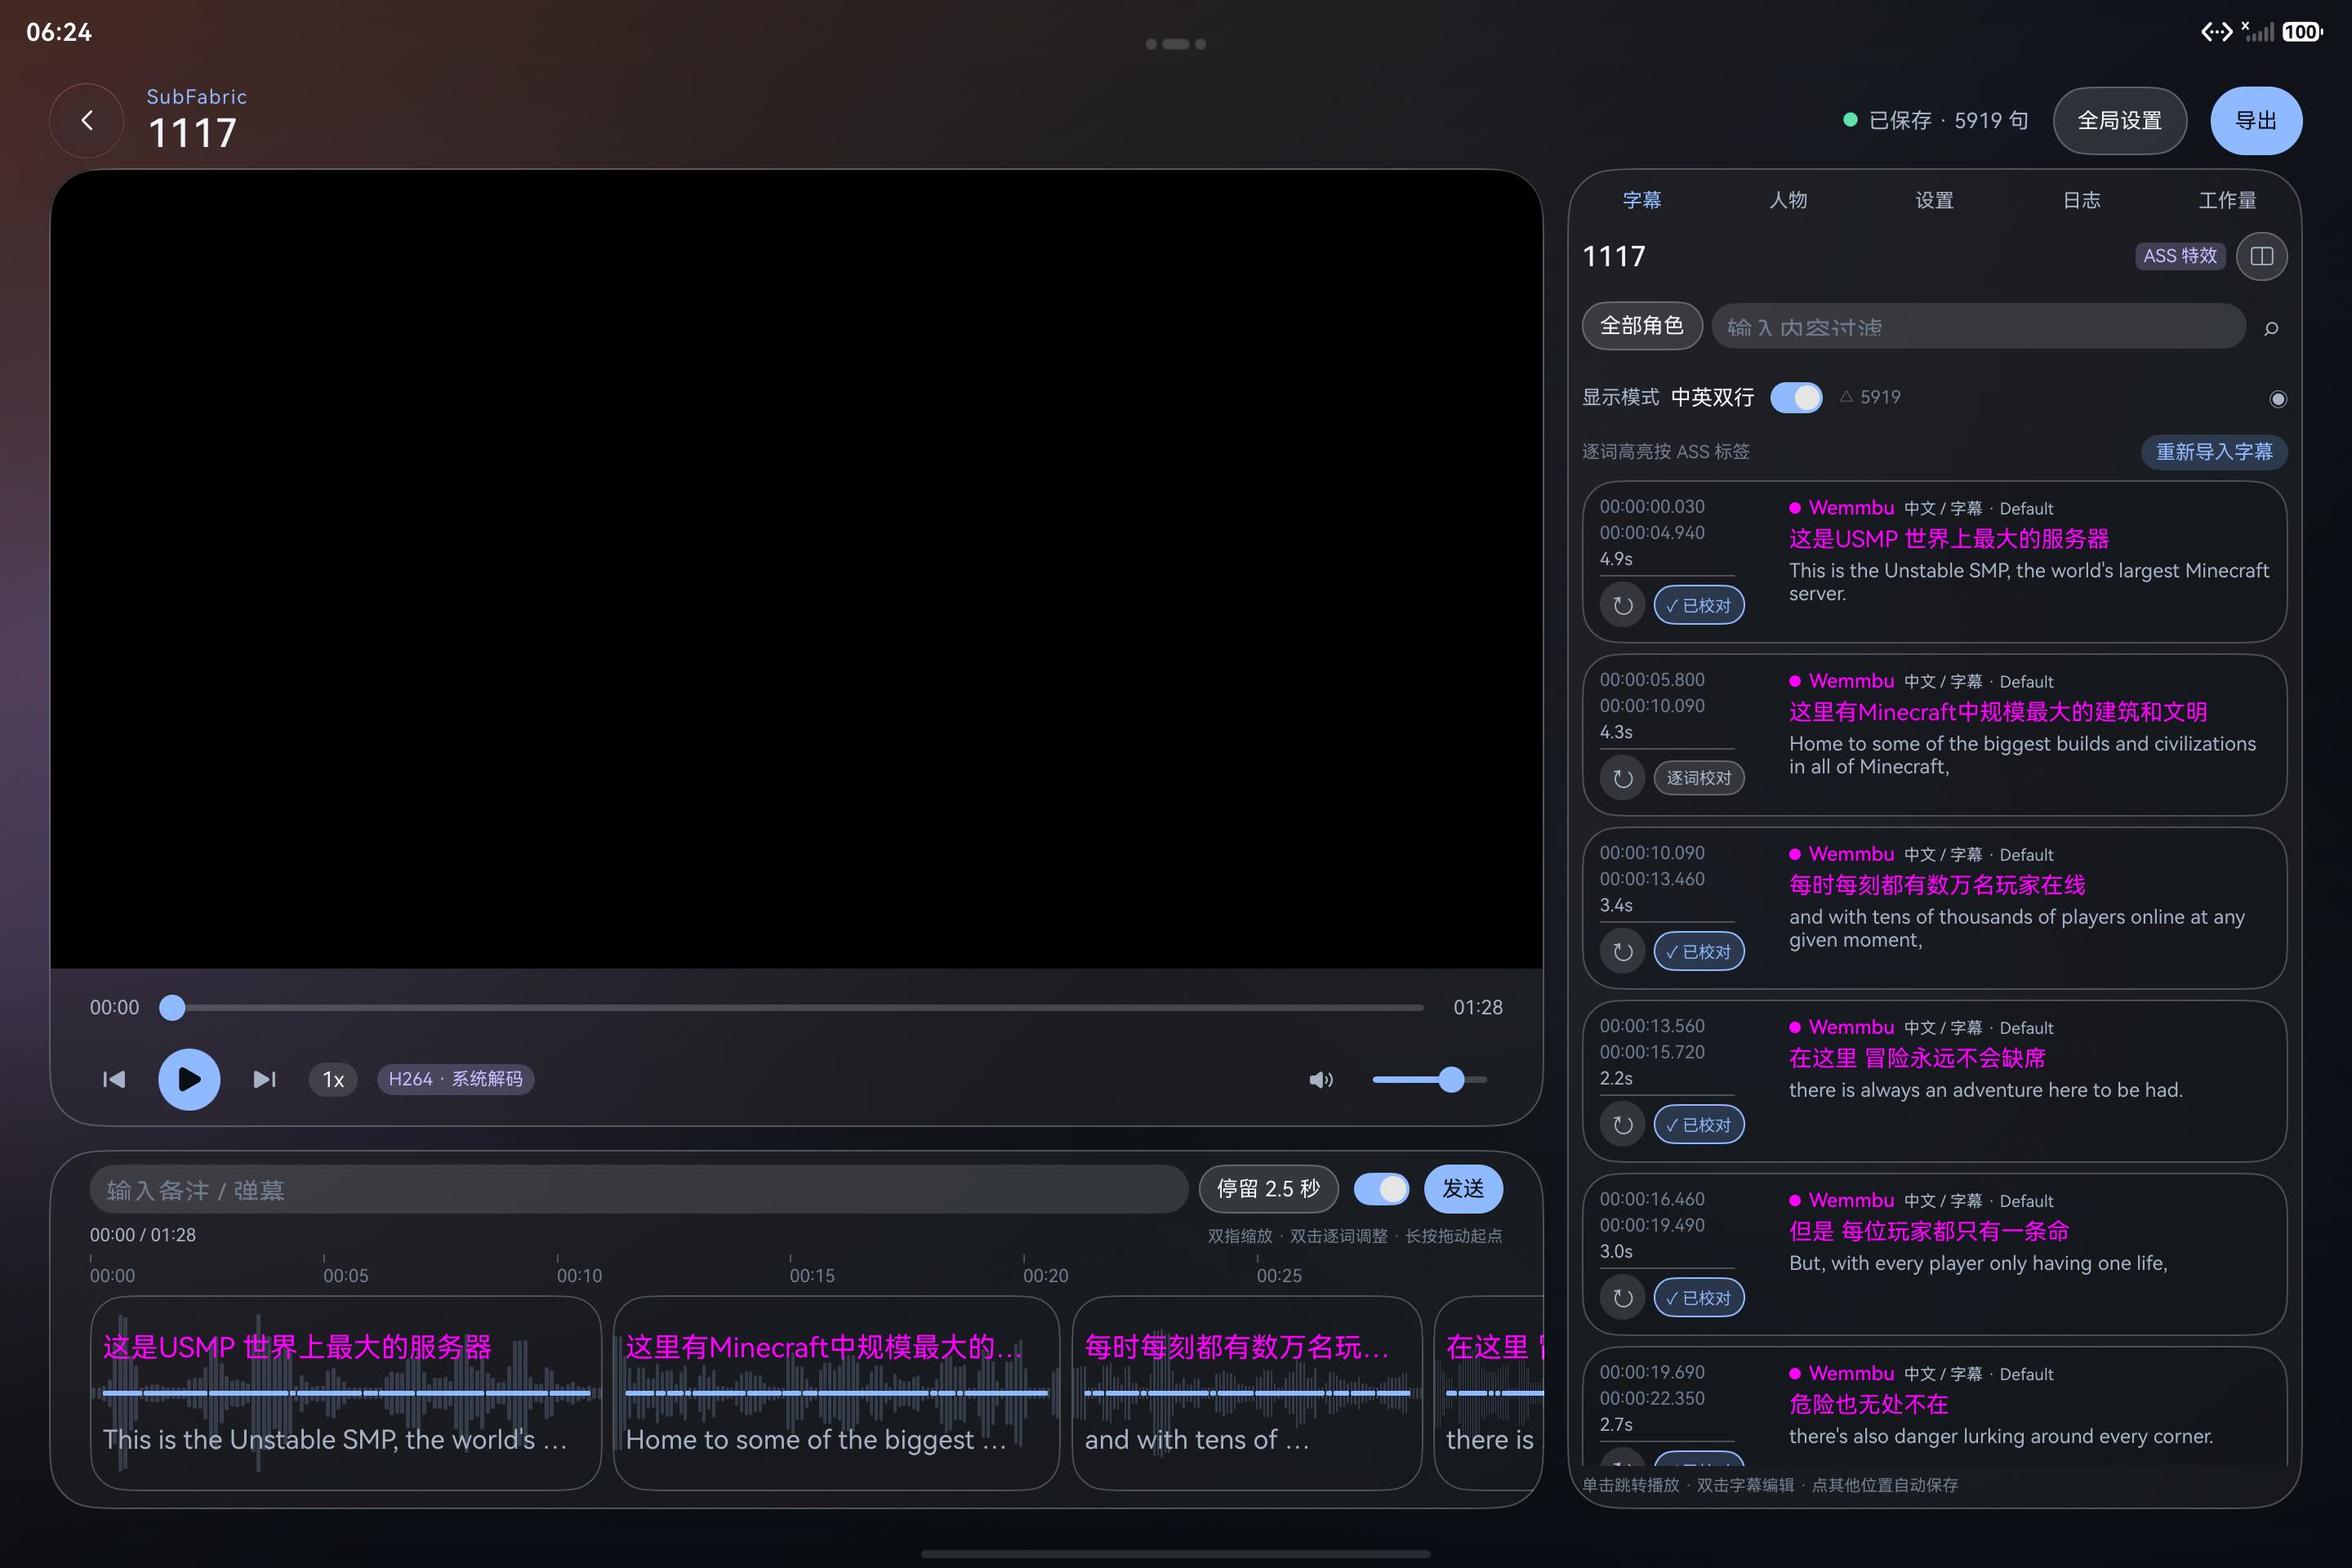 06:24
100
SubFabric
1117
已保存 · 5919 句
全局设置
导出
00:00
01:28
1x
H264 · 系统解码
输入备注 / 弹幕
停留 2.5 秒
发送
00:00 / 01:28
双指缩放 · 双击逐词调整 · 长按拖动起点
00:00
00:05
00:10
00:15
00:20
00:25
这是USMP 世界上最大的服务器
This is the Unstable SMP, the world's ...
这里有Minecraft中规模最大的...
Home to some of the biggest ...
每时每刻都有数万名玩...
and with tens of ...
在这里
there is
字幕
人物
设置
日志
工作量
1117
ASS 特效
全部角色
输入内容过滤
显示模式 中英双行
△ 5919
逐词高亮按 ASS 标签
重新导入字幕
00:00:00.030
00:00:04.940
4.9s
✓ 已校对
Wemmbu 中文 / 字幕 · Default
这是USMP 世界上最大的服务器
This is the Unstable SMP, the world's largest Minecraft
server.
00:00:05.800
00:00:10.090
4.3s
逐词校对
Wemmbu 中文 / 字幕 · Default
这里有Minecraft中规模最大的建筑和文明
Home to some of the biggest builds and civilizations
in all of Minecraft,
00:00:10.090
00:00:13.460
3.4s
✓ 已校对
Wemmbu 中文 / 字幕 · Default
每时每刻都有数万名玩家在线
and with tens of thousands of players online at any
given moment,
00:00:13.560
00:00:15.720
2.2s
✓ 已校对
Wemmbu 中文 / 字幕 · Default
在这里 冒险永远不会缺席
there is always an adventure here to be had.
00:00:16.460
00:00:19.490
3.0s
✓ 已校对
Wemmbu 中文 / 字幕 · Default
但是 每位玩家都只有一条命
But, with every player only having one life,
00:00:19.690
00:00:22.350
2.7s
Wemmbu 中文 / 字幕 · Default
危险也无处不在
there's also danger lurking around every corner.
单击跳转播放 · 双击字幕编辑 · 点其他位置自动保存